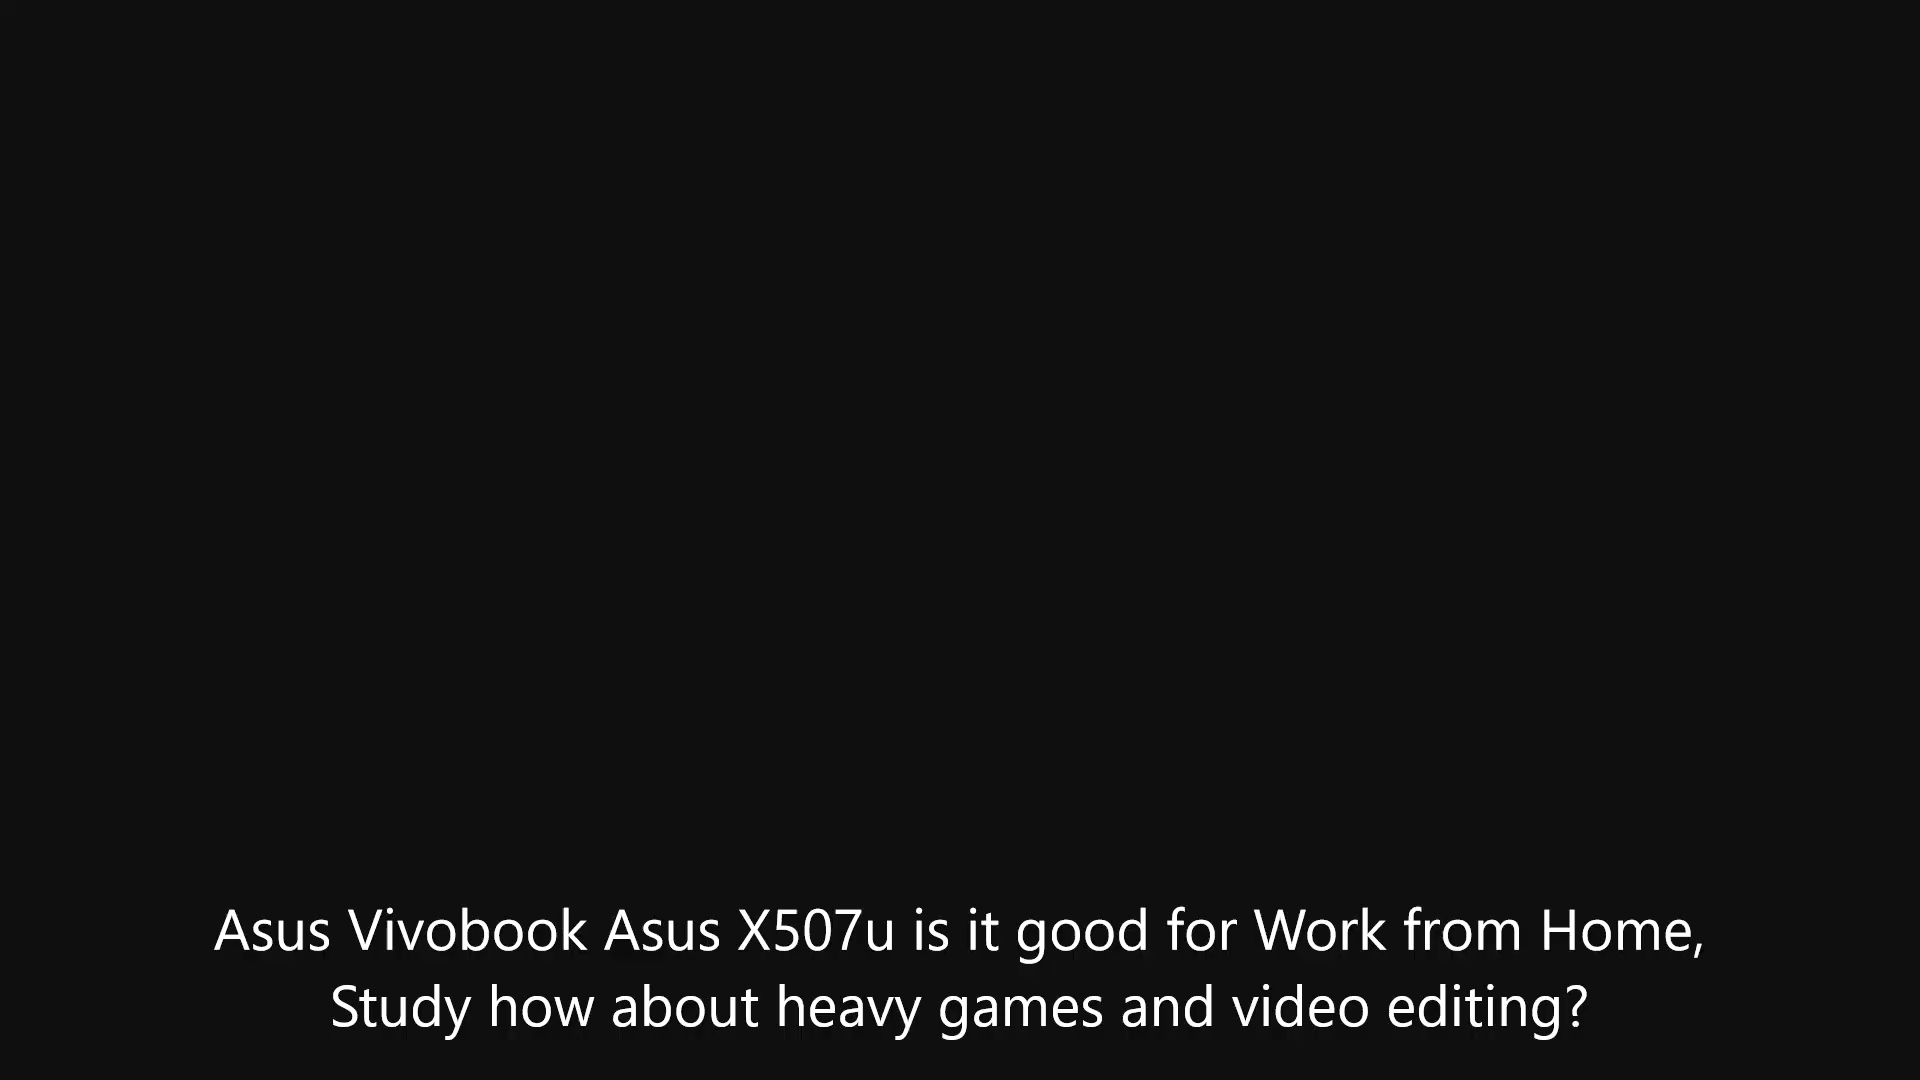 Asus Vivobook Asus X507u is it good for Work from Home,
Study how about heavy games and video editing?